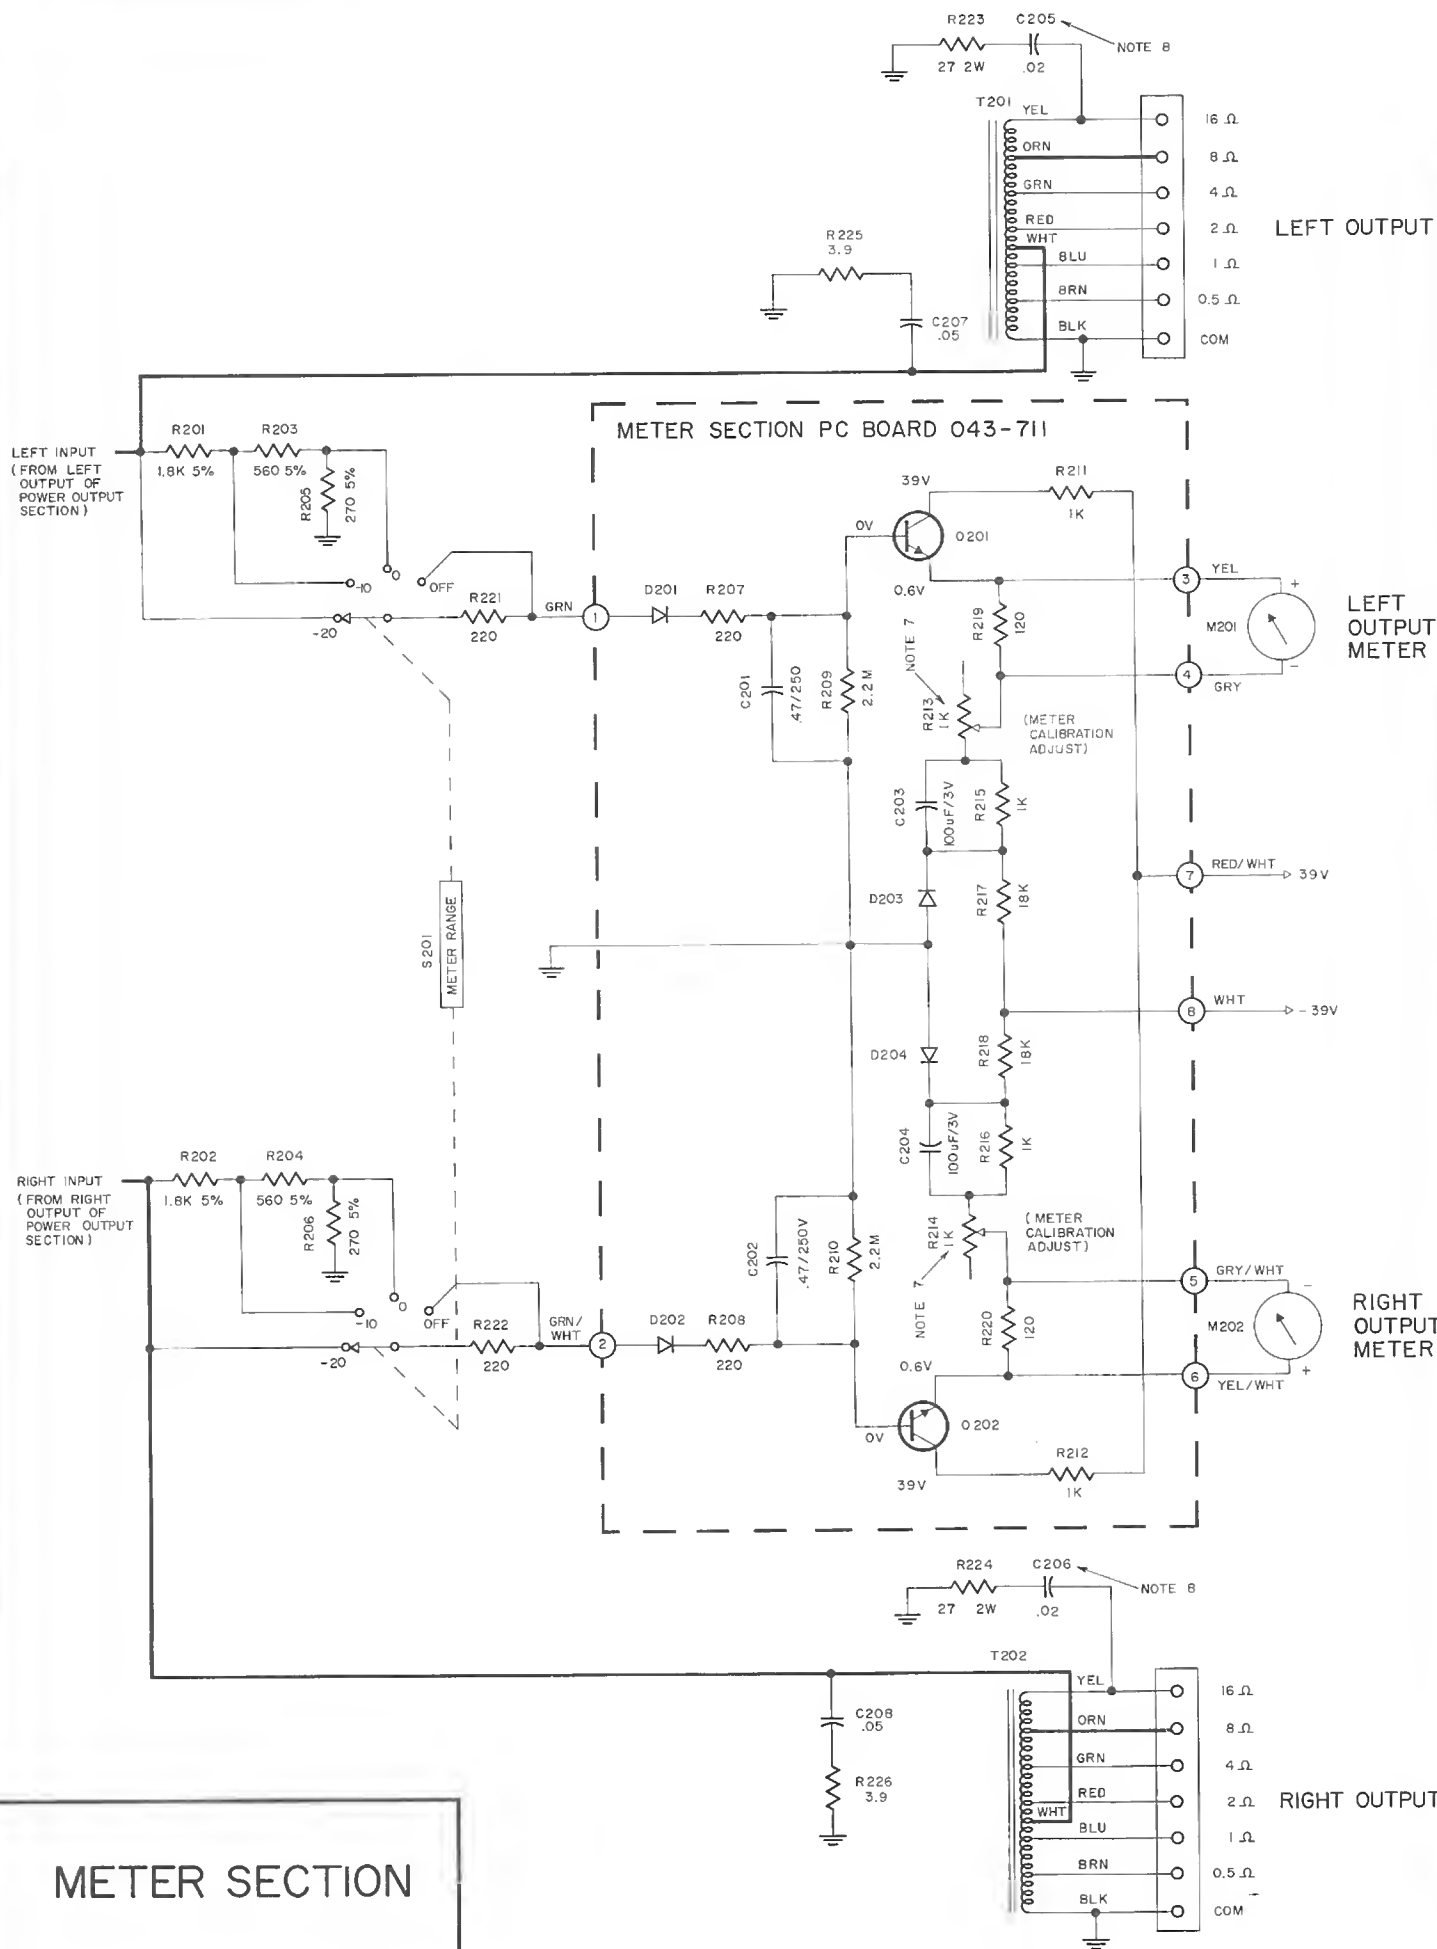 R223 C205
NOTE 8
27 2W .02
T201
YEL
16 Ω
ORN
8 Ω
GRN
4 Ω
RED
2 Ω
LEFT OUTPUT
WHT
BLU
1 Ω
BRN
0.5 Ω
BLK
COM
R225
3.9
C207
.05
LEFT INPUT
(FROM LEFT
OUTPUT OF
POWER OUTPUT
SECTION)
R201
1.8K 5%
R203
560 5%
R205
270 5%
-10
0
OFF
-20
R221
220
GRN
METER SECTION PC BOARD 043-711
1
D201
R207
220
C201
.47/250
R209
2.2M
39V
0V
0.6V
Q201
R211
1K
R219
120
NOTE 7
R213
1K
(METER
CALIBRATION
ADJUST)
3
YEL
4
GRY
+
M201
-
LEFT
OUTPUT
METER
C203
100uF/3V
R215
1K
D203
R217
18K
7
RED/WHT
39V
S201
METER RANGE
8
WHT
-39V
D204
R218
18K
C204
100uF/3V
R216
1K
RIGHT INPUT
(FROM RIGHT
OUTPUT OF
POWER OUTPUT
SECTION)
R202
1.8K 5%
R204
560 5%
R206
270 5%
-10
0
OFF
-20
R222
220
GRN/
WHT
2
D202
R208
220
C202
.47/250V
R210
2.2M
R214
1K
NOTE 7
(METER
CALIBRATION
ADJUST)
R220
120
5
GRY/WHT
6
YEL/WHT
-
M202
+
RIGHT
OUTPUT
METER
0.6V
0V
Q202
39V
R212
1K
R224 C206
NOTE 8
27 2W .02
T202
YEL
16 Ω
ORN
8 Ω
GRN
4 Ω
RED
2 Ω
RIGHT OUTPUT
WHT
BLU
1 Ω
BRN
0.5 Ω
BLK
COM
C208
.05
R226
3.9
METER SECTION